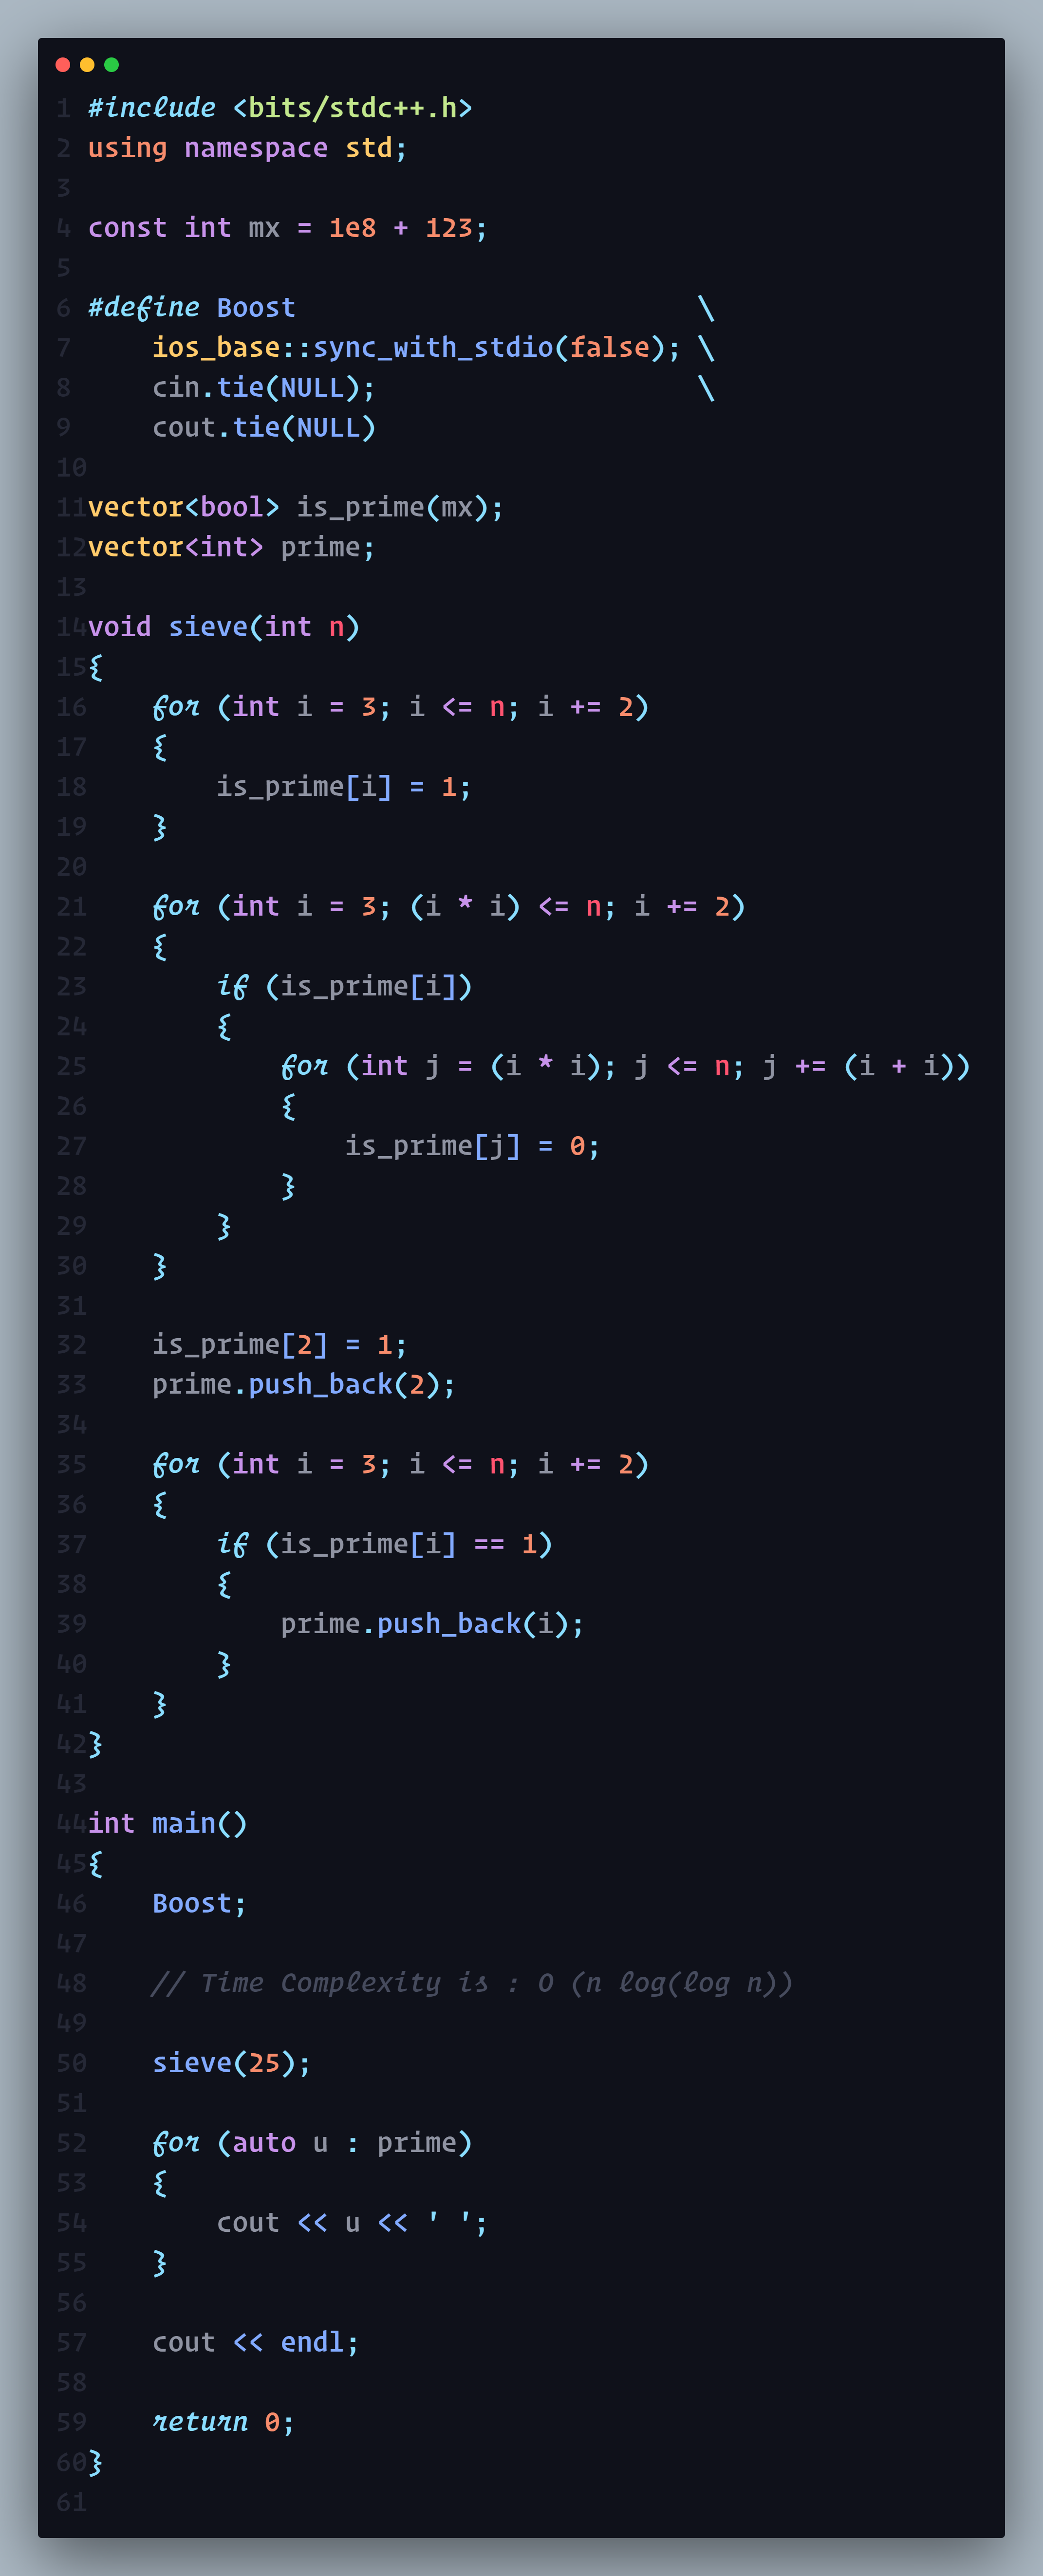 1 #include <bits/stdc++.h>
2 using namespace std;
3
4 const int mx = 1e8 + 123;
5
6 #define Boost                         \
7     ios_base::sync_with_stdio(false); \
8     cin.tie(NULL);                    \
9     cout.tie(NULL)
10
11 vector<bool> is_prime(mx);
12 vector<int> prime;
13
14 void sieve(int n)
15 {
16     for (int i = 3; i <= n; i += 2)
17     {
18         is_prime[i] = 1;
19     }
20
21     for (int i = 3; (i * i) <= n; i += 2)
22     {
23         if (is_prime[i])
24         {
25             for (int j = (i * i); j <= n; j += (i + i))
26             {
27                 is_prime[j] = 0;
28             }
29         }
30     }
31
32     is_prime[2] = 1;
33     prime.push_back(2);
34
35     for (int i = 3; i <= n; i += 2)
36     {
37         if (is_prime[i] == 1)
38         {
39             prime.push_back(i);
40         }
41     }
42 }
43
44 int main()
45 {
46     Boost;
47
48     // Time Complexity is : O (n log(log n))
49
50     sieve(25);
51
52     for (auto u : prime)
53     {
54         cout << u << ' ';
55     }
56
57     cout << endl;
58
59     return 0;
60 }
61